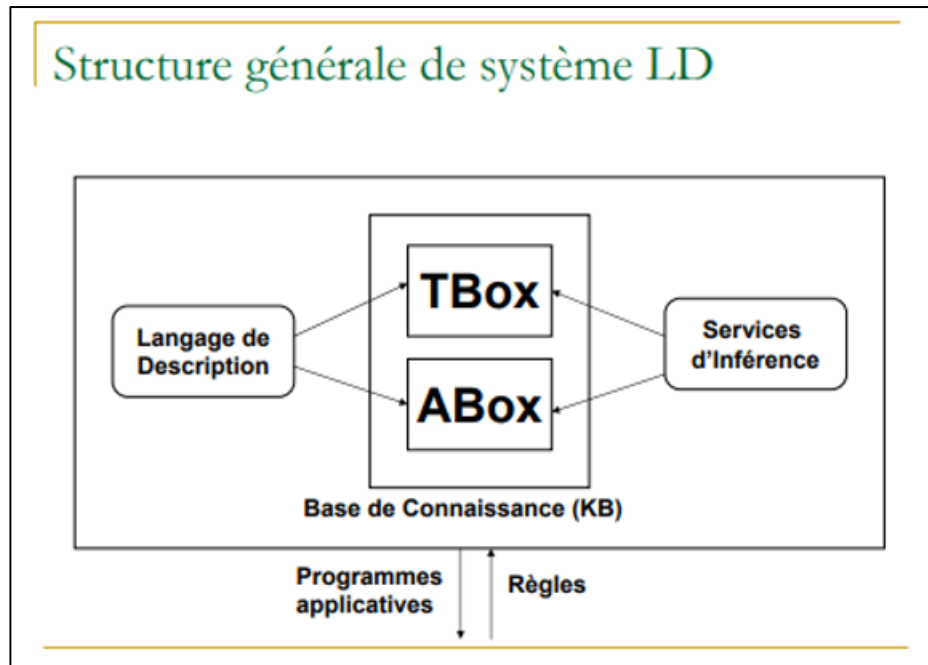 Structure générale de système LD
TBox
Langage de
Description
Services
d'Inférence
ABox
Base de Connaissance (KB)
Programmes
applicatives
Règles